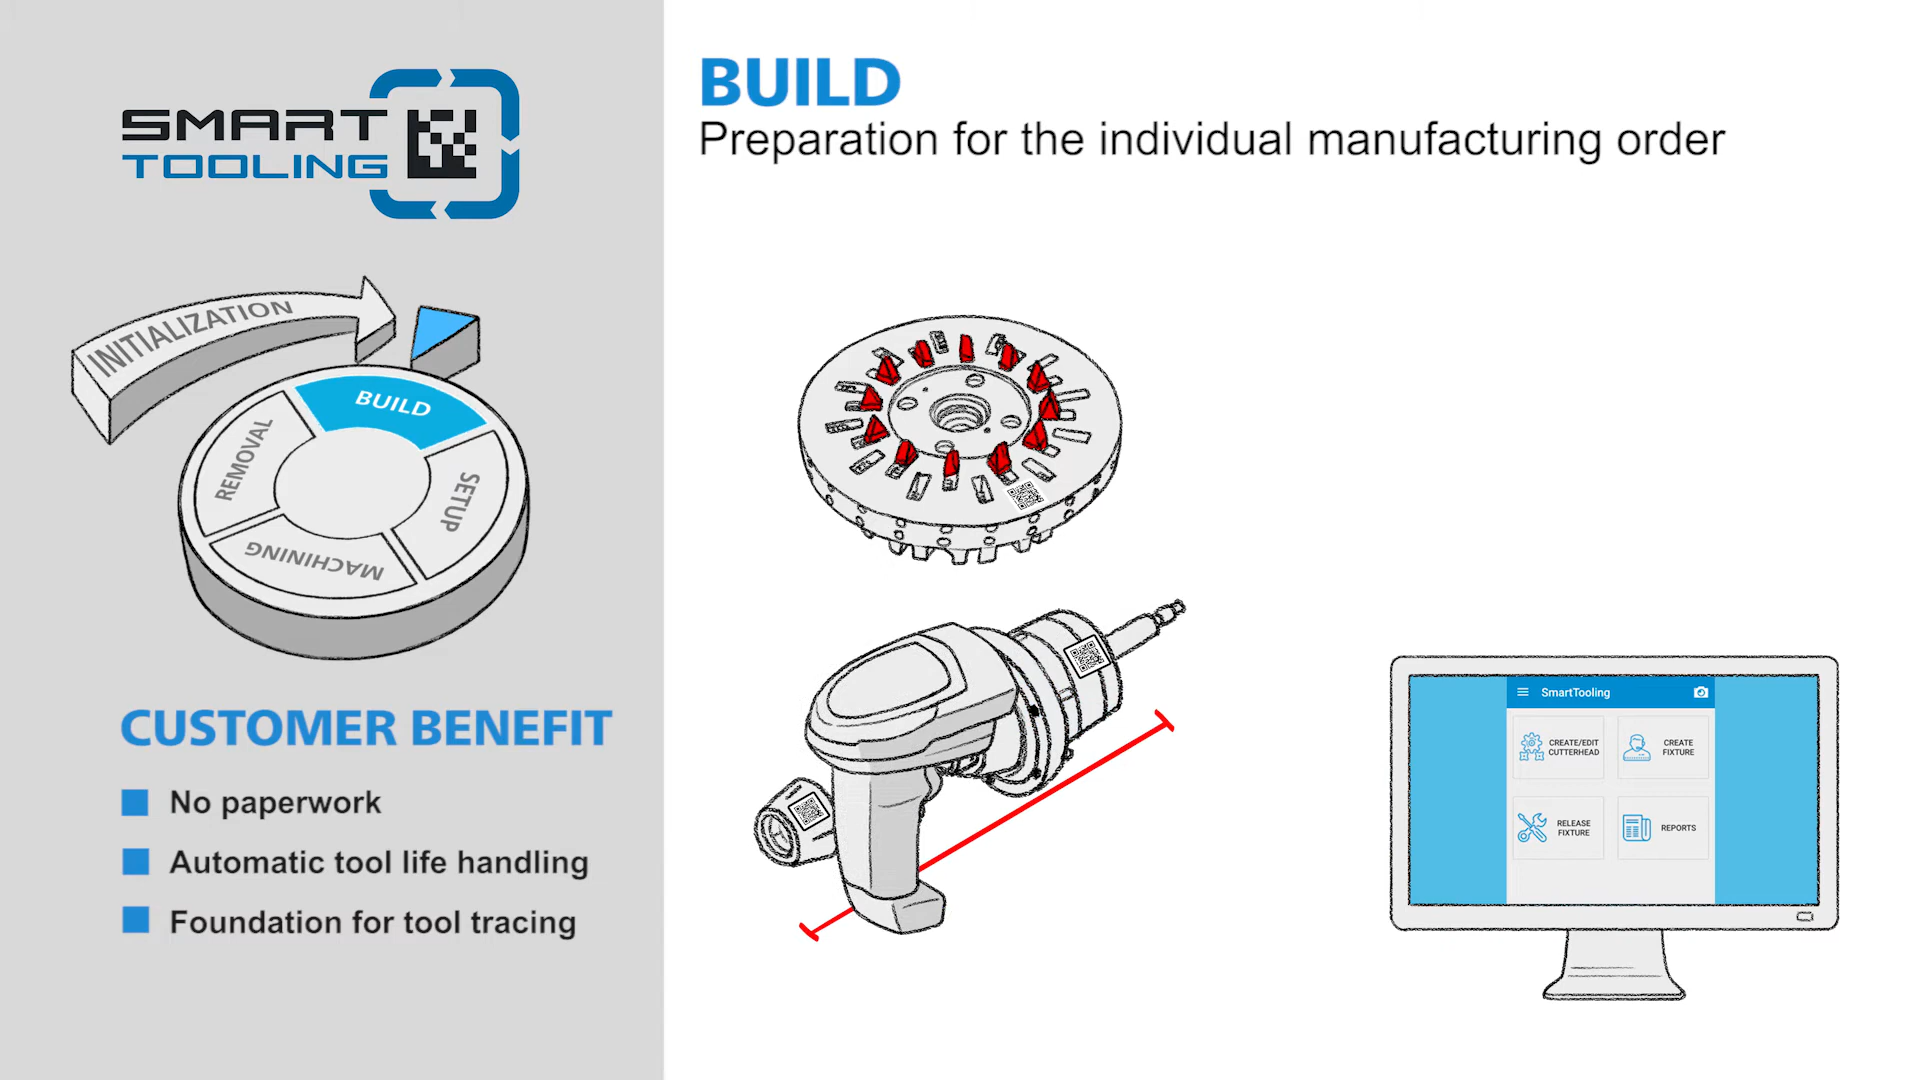 SMART
TOOLING
INITIALIZATION
BUILD
REMOVAL
SETUP
MACHINING
CUSTOMER BENEFIT
No paperwork
Automatic tool life handling
Foundation for tool tracing
BUILD
Preparation for the individual manufacturing order
SmartTooling
CREATE/EDIT
CUTTERHEAD
CREATE
FIXTURE
RELEASE
FIXTURE
REPORTS